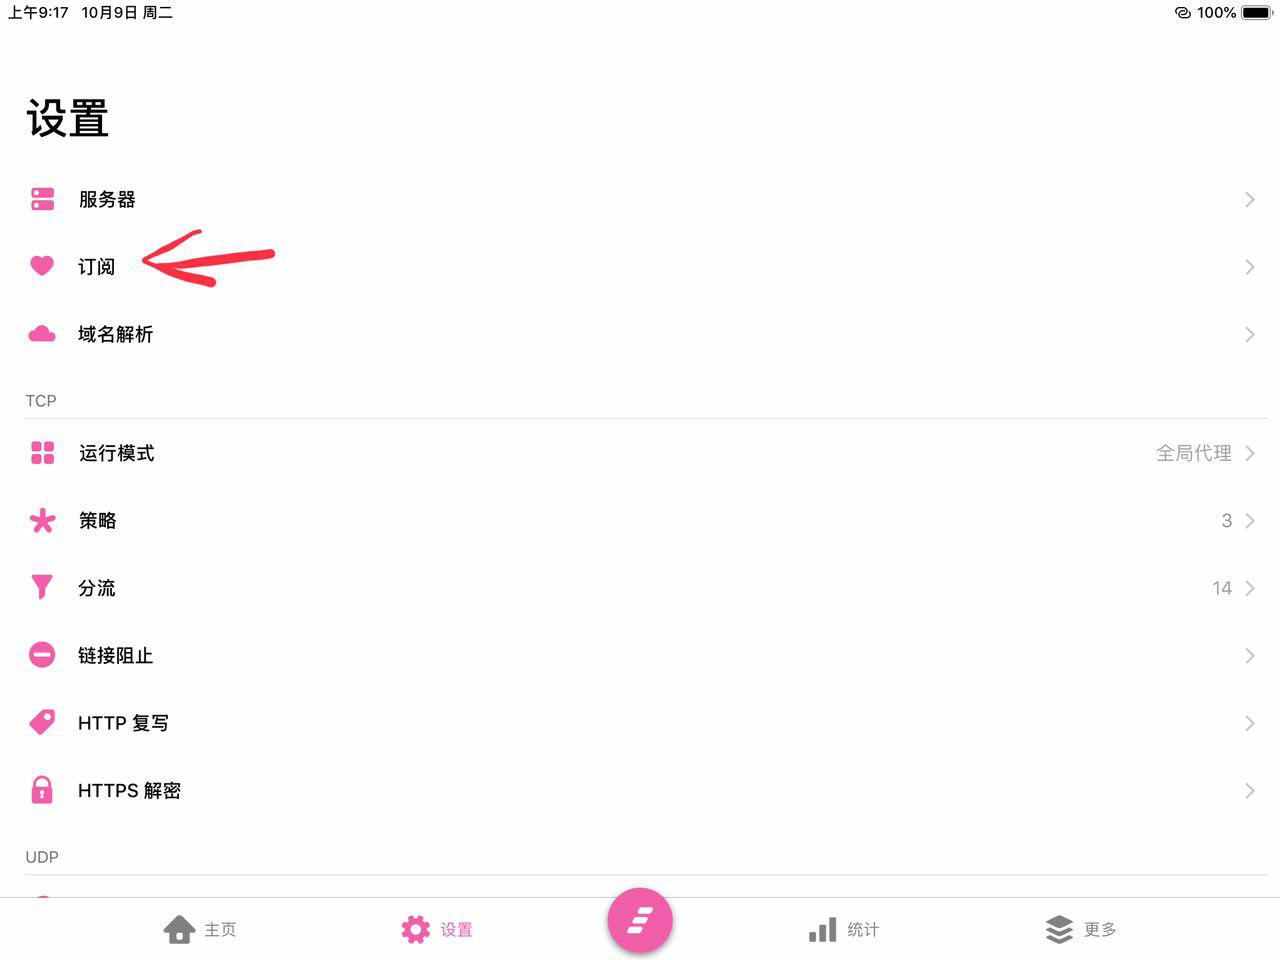 上午9:17 10月9日 周二 100%
设置
服务器
订阅
域名解析
TCP
运行模式 全局代理
策略 3
分流 14
链接阻止
HTTP 复写
HTTPS 解密
UDP
主页 设置 统计 更多